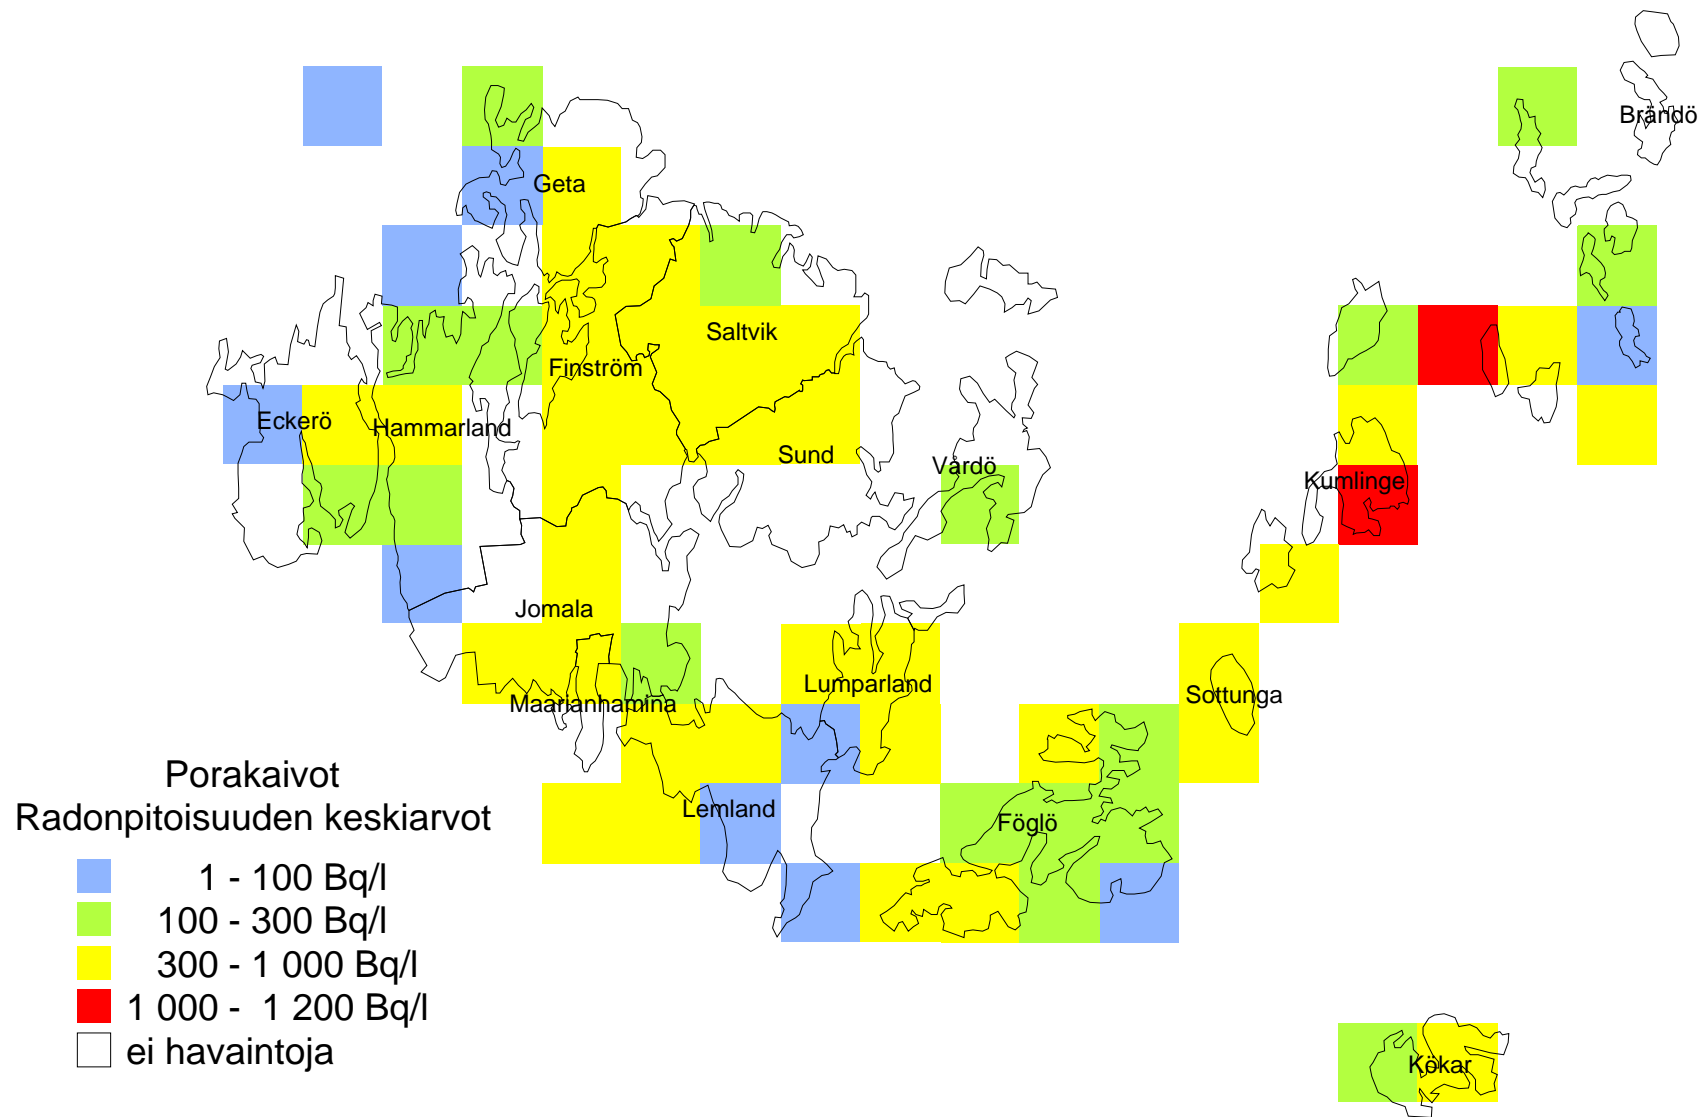 Brändö
Geta
Saltvik
Finström
Eckerö
Hammarland
Sund
Vårdö
Kumlinge
Jomala
Lumparland
Sottunga
Maarianhamina
Lemland
Föglö
Kökar
Porakaivot
Radonpitoisuuden keskiarvot
1 - 100 Bq/l
100 - 300 Bq/l
300 - 1 000 Bq/l
1 000 - 1 200 Bq/l
ei havaintoja